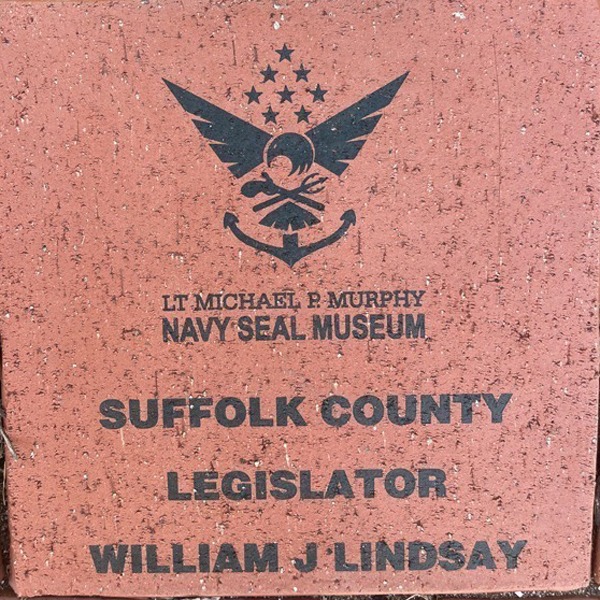 LT MICHAEL P. MURPHY
NAVY SEAL MUSEUM
SUFFOLK COUNTY
LEGISLATOR
WILLIAM J LINDSAY